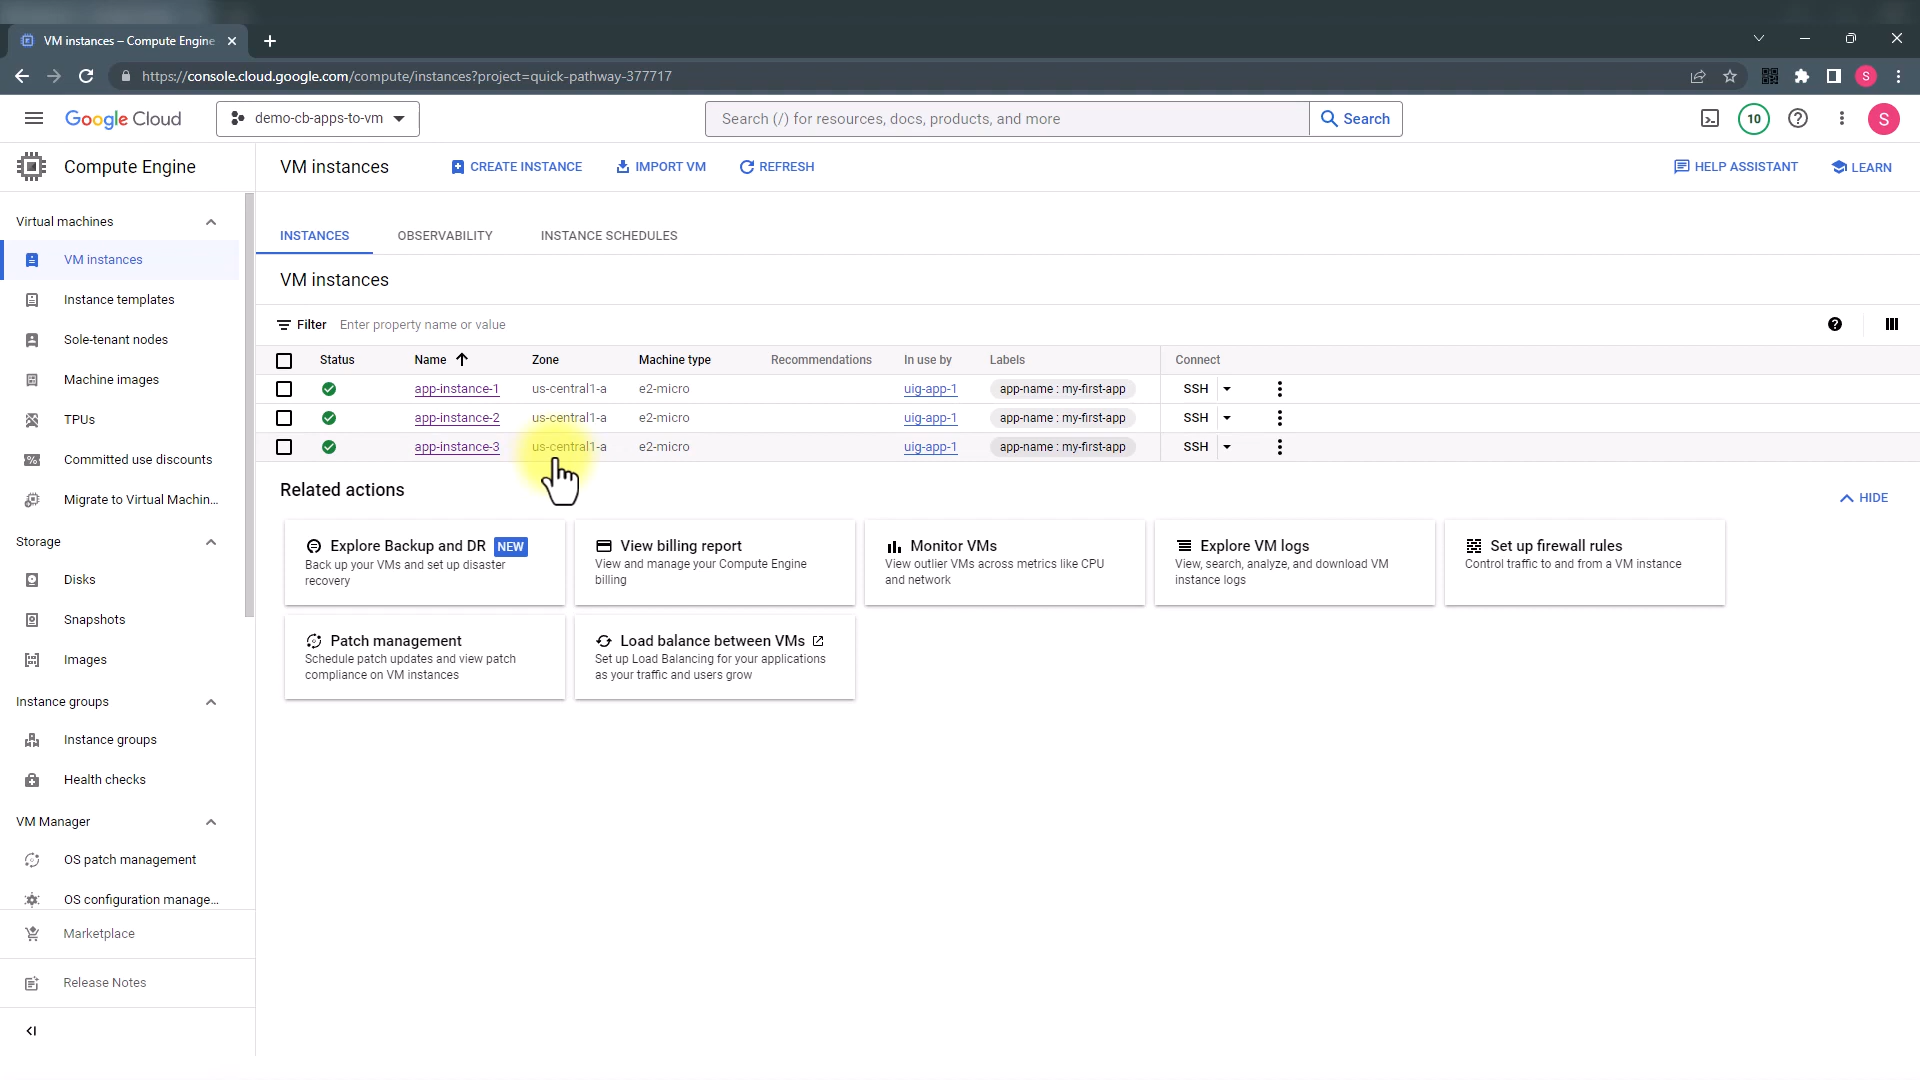 VM instances – Compute Engine
https://console.cloud.google.com/compute/instances?project=quick-pathway-377717
S
Google Cloud
demo-cb-apps-to-vm
Search (/) for resources, docs, products, and more
Search
10
S
Compute Engine
VM instances
CREATE INSTANCE
IMPORT VM
REFRESH
HELP ASSISTANT
LEARN
Virtual machines
VM instances
Instance templates
Sole-tenant nodes
Machine images
TPUs
Committed use discounts
Migrate to Virtual Machin...
Storage
Disks
Snapshots
Images
Instance groups
Instance groups
Health checks
VM Manager
OS patch management
OS configuration manage...
Marketplace
Release Notes
INSTANCES OBSERVABILITY INSTANCE SCHEDULES
VM instances
Filter Enter property name or value
Status Name Zone Machine type Recommendations In use by Labels Connect
app-instance-1 us-central1-a e2-micro uig-app-1 app-name : my-first-app SSH
app-instance-2 us-central1-a e2-micro uig-app-1 app-name : my-first-app SSH
app-instance-3 us-central1-a e2-micro uig-app-1 app-name : my-first-app SSH
Related actions
HIDE
Explore Backup and DR NEW
Back up your VMs and set up disaster
recovery
View billing report
View and manage your Compute Engine
billing
Monitor VMs
View outlier VMs across metrics like CPU
and network
Explore VM logs
View, search, analyze, and download VM
instance logs
Set up firewall rules
Control traffic to and from a VM instance
Patch management
Schedule patch updates and view patch
compliance on VM instances
Load balance between VMs
Set up Load Balancing for your applications
as your traffic and users grow